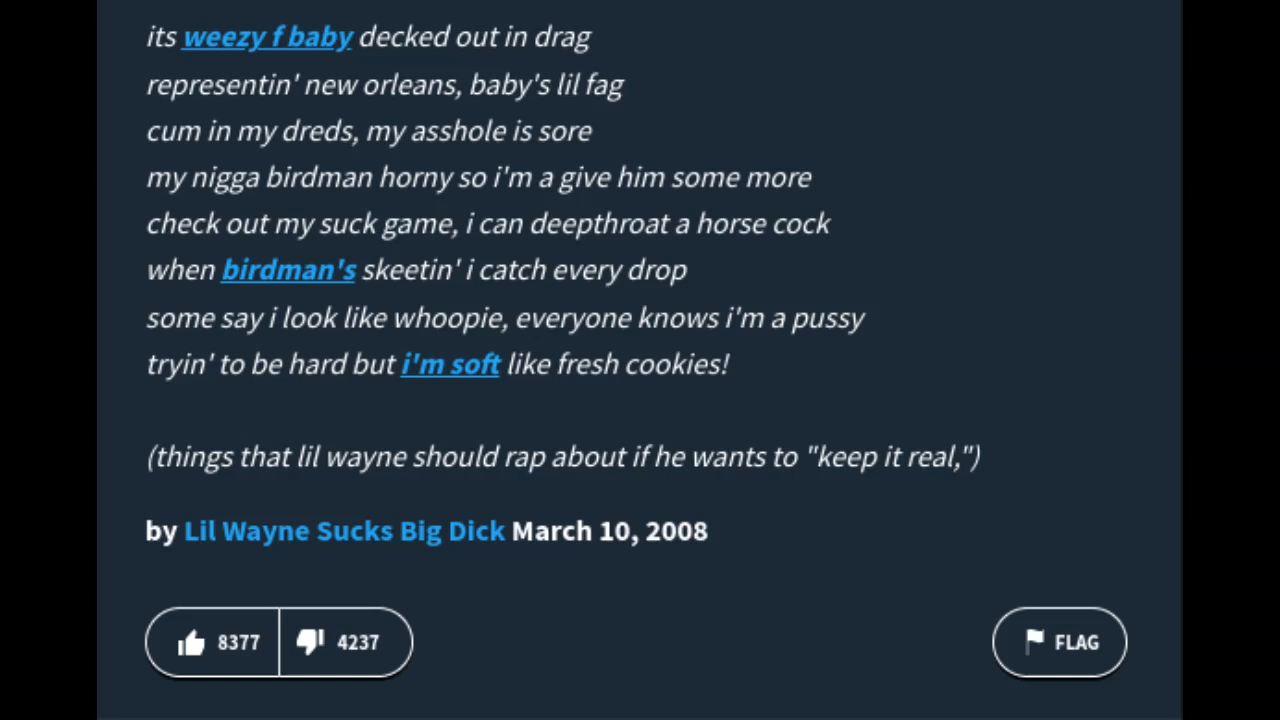 its weezy f baby decked out in drag
representin' new orleans, baby's lil fag
cum in my dreds, my asshole is sore
my nigga birdman horny so i'm a give him some more
check out my suck game, i can deepthroat a horse cock
when birdman's skeetin' i catch every drop
some say i look like whoopie, everyone knows i'm a pussy
tryin' to be hard but i'm soft like fresh cookies!
(things that lil wayne should rap about if he wants to "keep it real,")
by Lil Wayne Sucks Big Dick March 10, 2008
8377 4237 FLAG